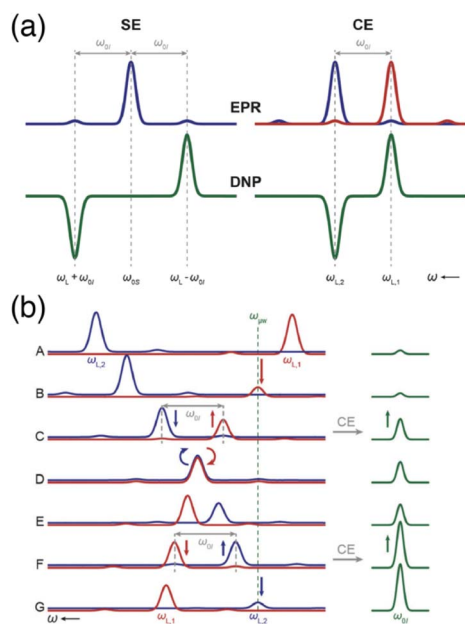 (a)
SE CE
ω0I ω0I ω0I
EPR
DNP
ωL + ω0I ω0S ωL - ω0I ωL,2 ωL,1 ω ←
(b)
ωμw
A ωL,2 ωL,1
B
C ω0I CE
D
E
F ω0I CE
G
ω ← ωL,1 ωL,2 ω0I